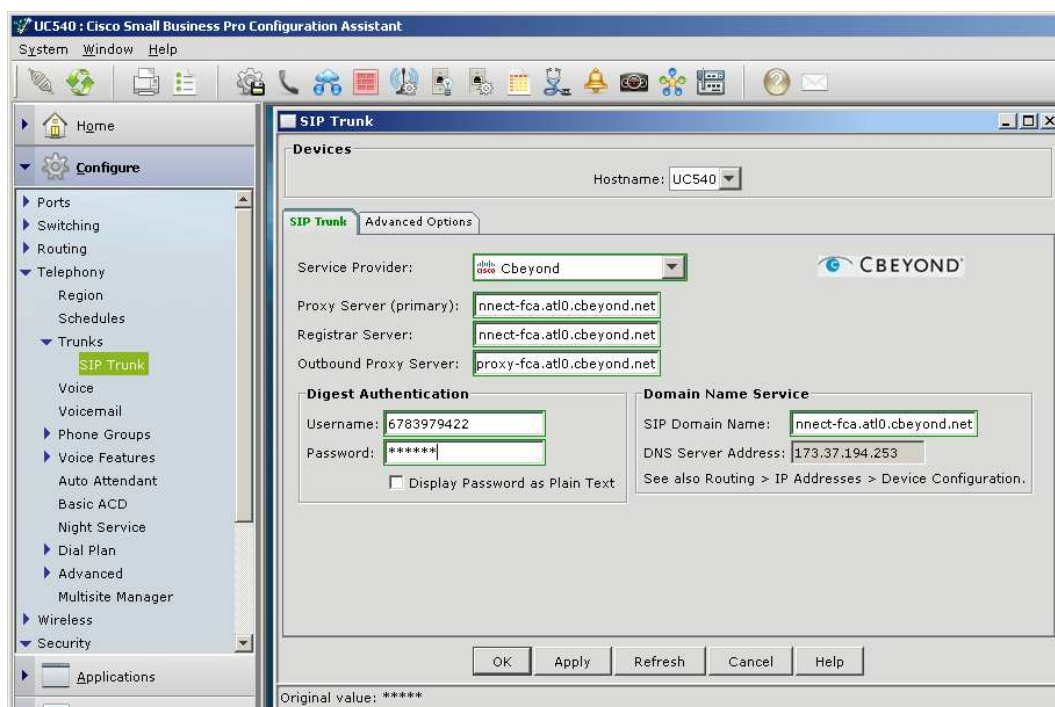 UC540 : Cisco Small Business Pro Configuration Assistant
System Window Help
Home
Configure
Ports
Switching
Routing
Telephony
Region
Schedules
Trunks
SIP Trunk
Voice
Voicemail
Phone Groups
Voice Features
Auto Attendant
Basic ACD
Night Service
Dial Plan
Advanced
Multisite Manager
Wireless
Security
Applications
SIP Trunk
Devices
Hostname: UC540
SIP Trunk Advanced Options
Service Provider: cisco Cbeyond
CBEYOND
Proxy Server (primary): nnect-fca.atl0.cbeyond.net
Registrar Server: nnect-fca.atl0.cbeyond.net
Outbound Proxy Server: proxy-fca.atl0.cbeyond.net
Digest Authentication
Username: 6783979422
Password: ******
Display Password as Plain Text
Domain Name Service
SIP Domain Name: nnect-fca.atl0.cbeyond.net
DNS Server Address: 173.37.194.253
See also Routing > IP Addresses > Device Configuration.
OK Apply Refresh Cancel Help
Original value: *****